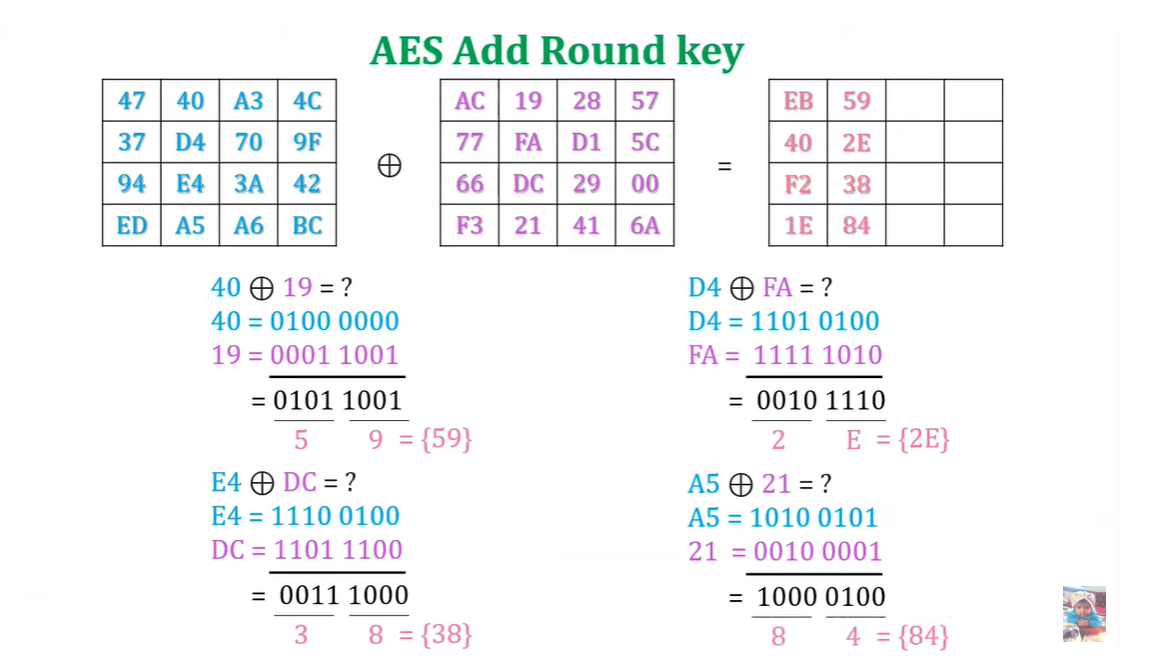 AES Add Round key
47 40 A3 4C AC 19 28 57 EB 59
37 D4 70 9F 77 FA D1 5C 40 2E
⊕ =
94 E4 3A 42 66 DC 29 00 F2 38
ED A5 A6 BC F3 21 41 6A 1E 84
40 ⊕ 19 = ?
40 = 0100 0000
19 = 0001 1001
= 0101 1001
5 9 = {59}
D4 ⊕ FA = ?
D4 = 1101 0100
FA = 1111 1010
= 0010 1110
2 E = {2E}
E4 ⊕ DC = ?
E4 = 1110 0100
DC = 1101 1100
= 0011 1000
3 8 = {38}
A5 ⊕ 21 = ?
A5 = 1010 0101
21 = 0010 0001
= 1000 0100
8 4 = {84}